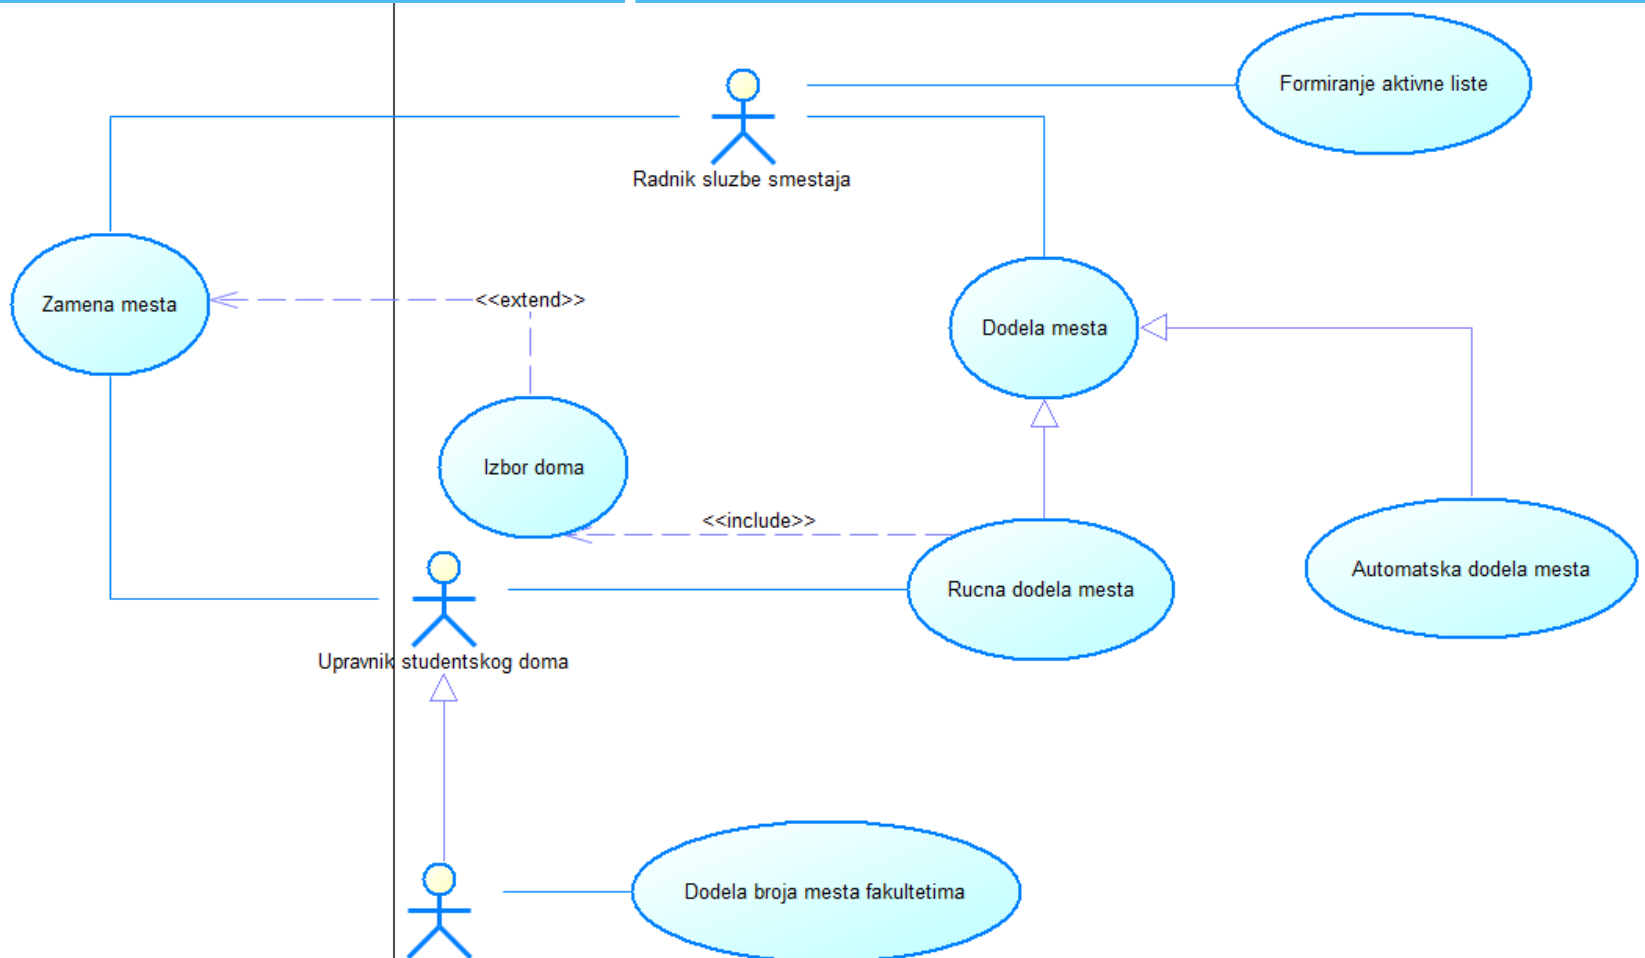 Formiranje aktivne liste
Radnik sluzbe smestaja
Zamena mesta
<<extend>>
Dodela mesta
Izbor doma
<<include>>
Rucna dodela mesta
Automatska dodela mesta
Upravnik studentskog doma
Dodela broja mesta fakultetima